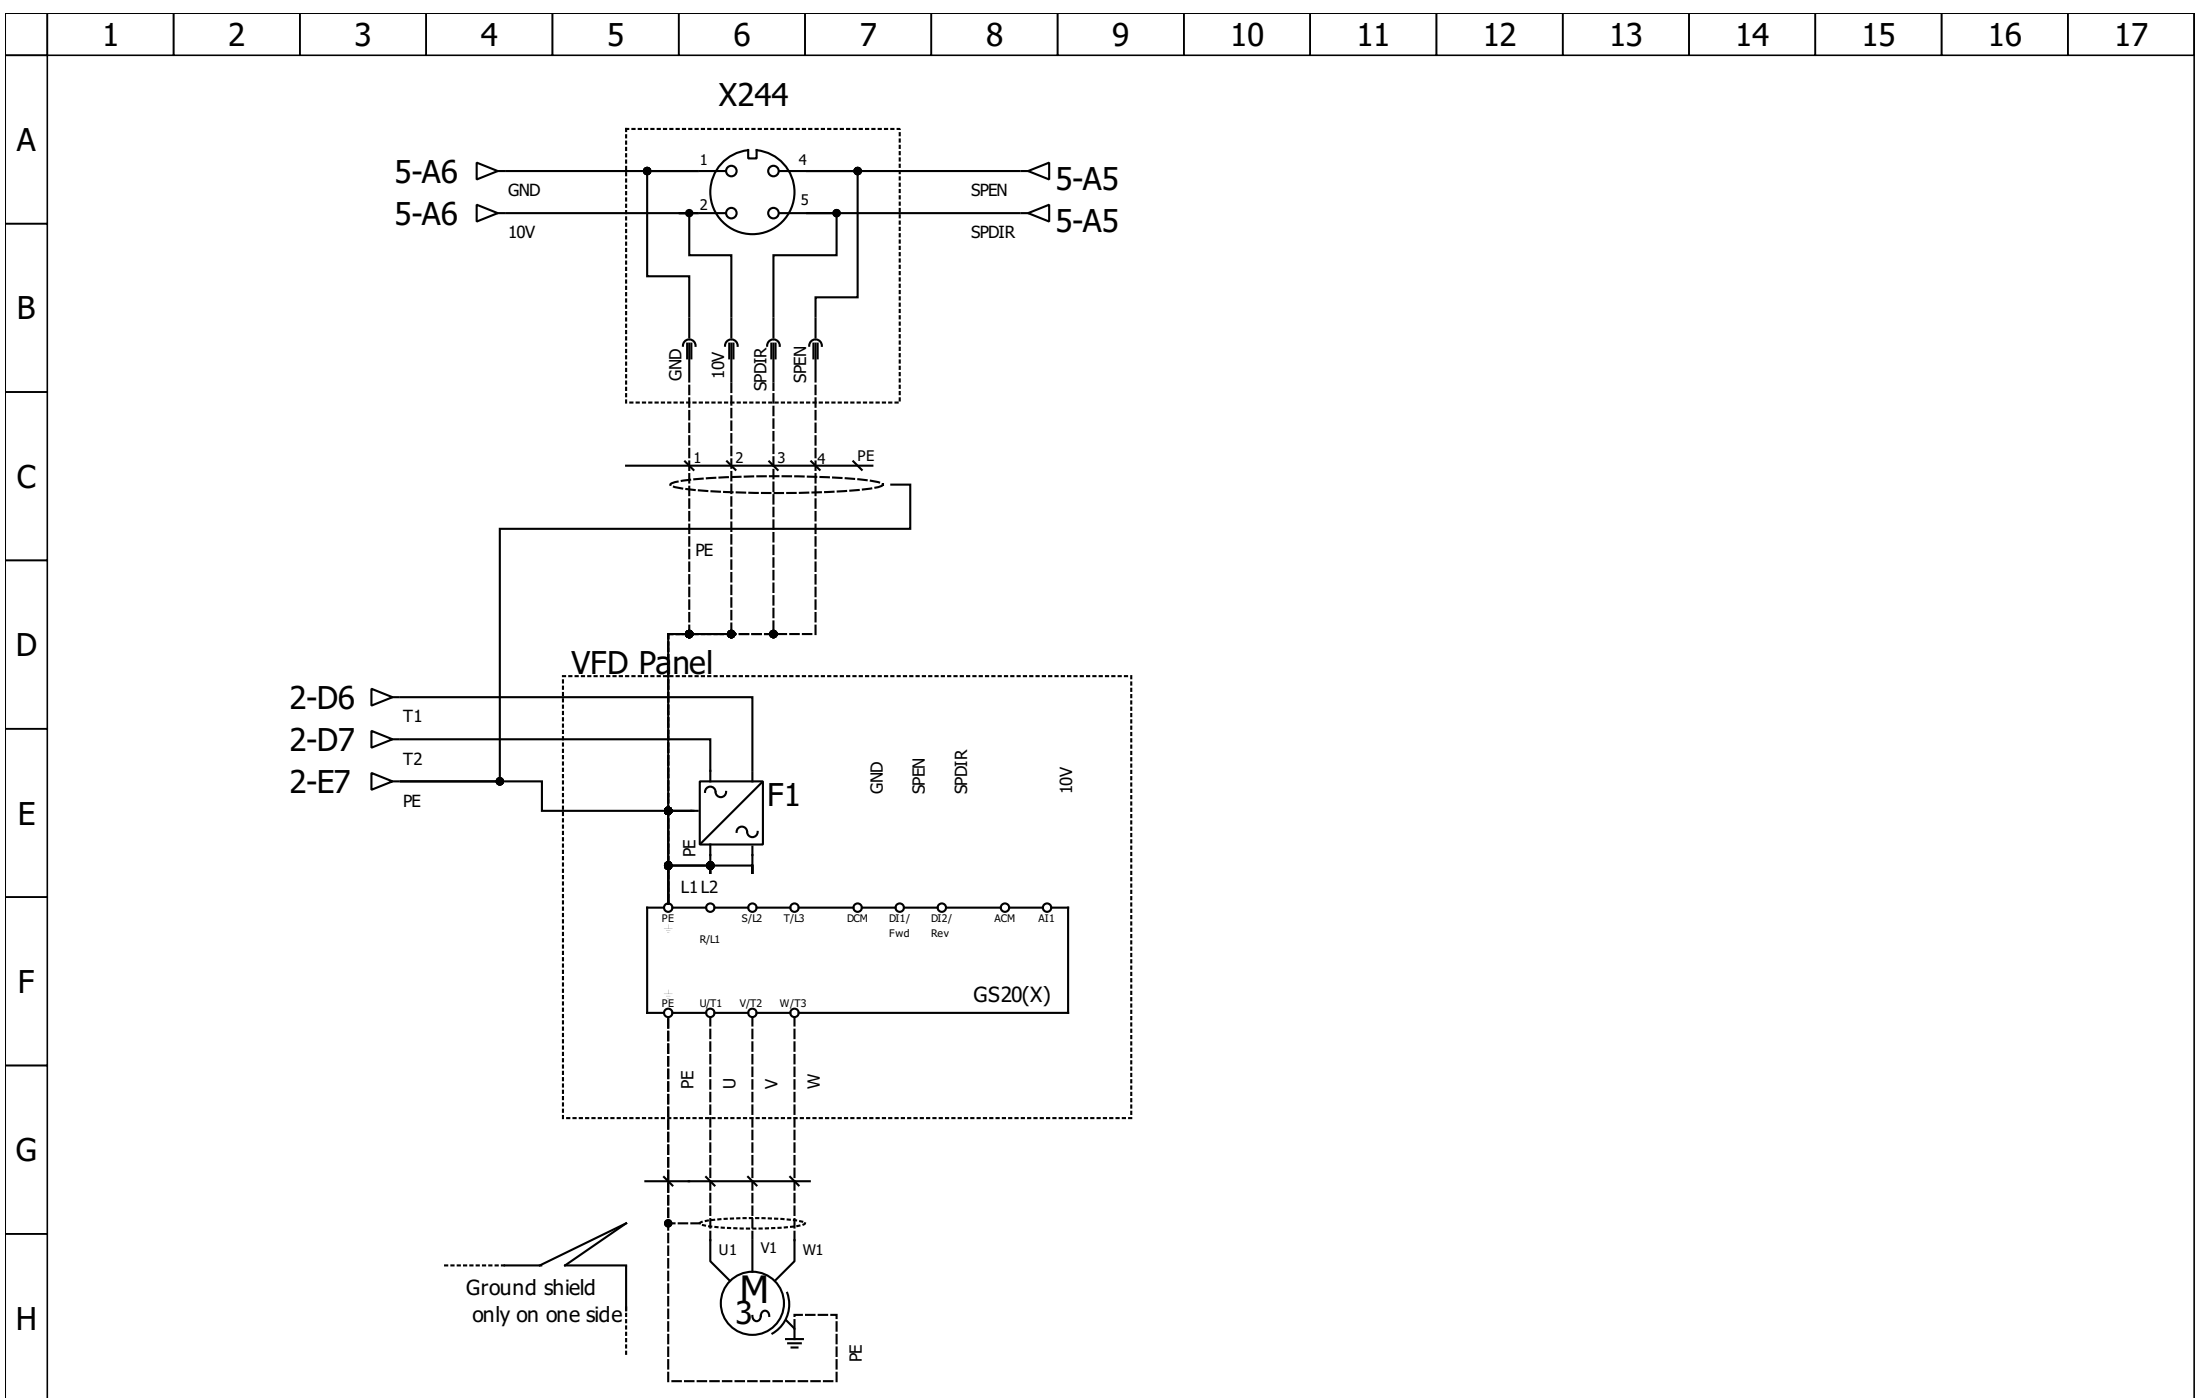 1 2 3 4 5 6 7 8 9 10 11 12 13 14 15 16 17
X244
A
1 4
5-A6 GND SPEN 5-A5
2 5
5-A6 10V SPDIR 5-A5
B
GND 10V SPDIR SPEN
C
1 2 3 4 PE
PE
D
VFD Panel
2-D6
T1
2-D7
T2
2-E7
PE
GND SPEN SPDIR 10V
E
F1
PE
L1 L2
PE S/L2 T/L3 DCM DI1/ DI2/ ACM AI1
Fwd Rev
R/L1
F
GS20(X)
PE U/T1 V/T2 W/T3
PE U V W
G
U1 V1 W1
Ground shield
only on one side
M
3
H
PE